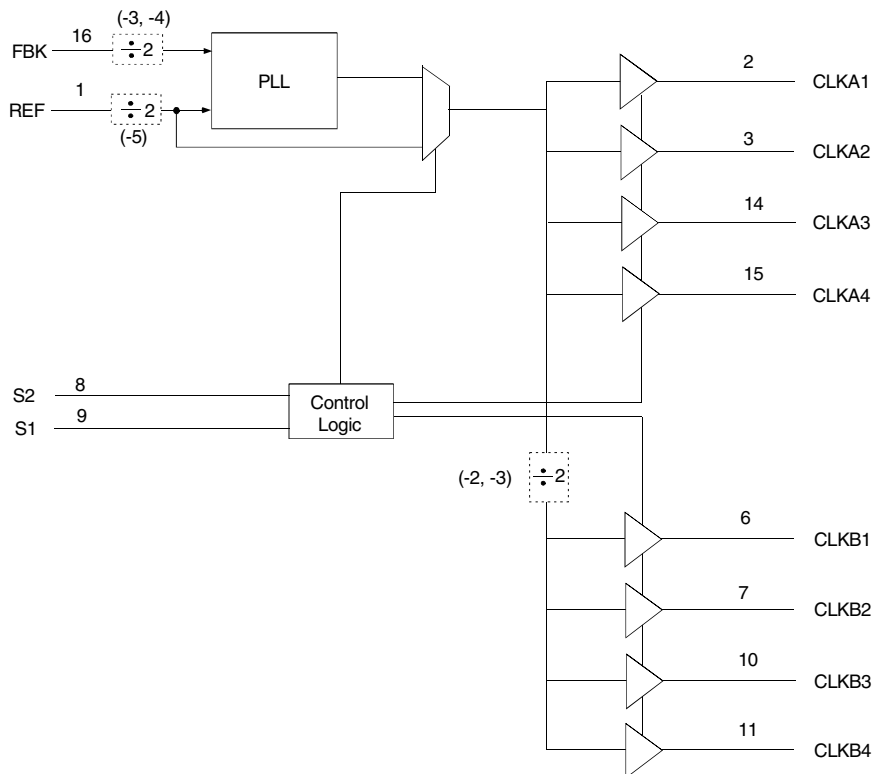 (-3, -4)
FBK 16 ÷2
PLL
REF 1 ÷2
(-5)
2 CLKA1
3 CLKA2
14 CLKA3
15 CLKA4
S2 8
S1 9
Control
Logic
(-2, -3) ÷2
6 CLKB1
7 CLKB2
10 CLKB3
11 CLKB4